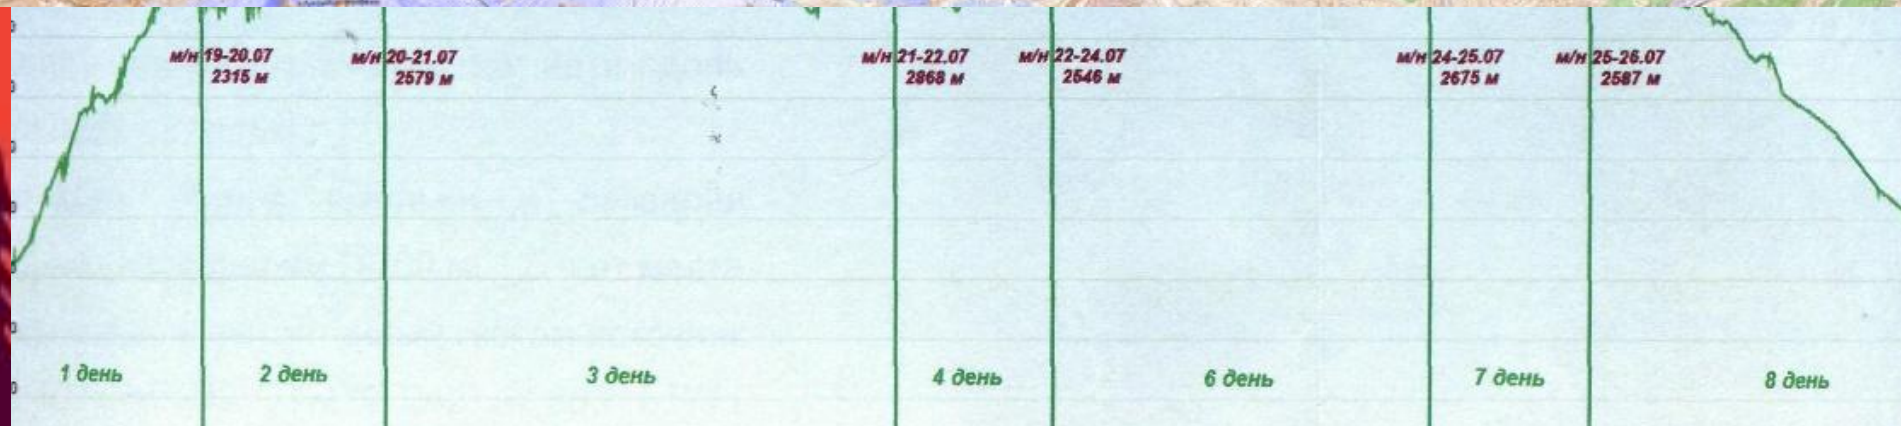 м/н 19-20.07
2315 м
м/н 20-21.07
2579 м
м/н 21-22.07
2868 м
м/н 22-24.07
2546 м
м/н 24-25.07
2675 м
м/н 25-26.07
2587 м
1 день
2 день
3 день
4 день
6 день
7 день
8 день